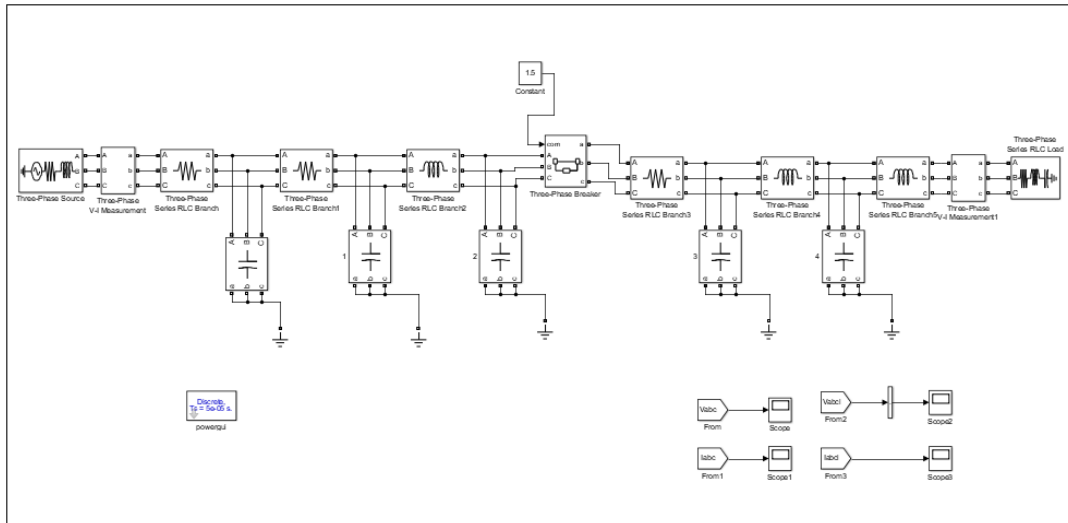 1.5
Constant
com
a
A
b
B
c
C
Three-Phase Breaker
Three-Phase Source
A
B
C
A a
B b
C c
Three-Phase
V-I Measurement
A a
B b
C c
Three-Phase
Series RLC Branch
A a
B b
C c
Three-Phase
Series RLC Branch1
A a
B b
C c
Three-Phase
Series RLC Branch2
A a
B b
C c
Three-Phase
Series RLC Branch3
A a
B b
C c
Three-Phase
Series RLC Branch4
A a
B b
C c
Three-Phase
Series RLC Branch5
A a
B b
C c
Three-Phase
V-I Measurement1
Three-Phase
Series RLC Load
A
B
C
A B C
a b c
1
A B C
a b c
2
A B C
a b c
3
A B C
a b c
4
A B C
a b c
Discrete,
Ts = 5e-05 s.
powergui
Vabc
From
Scope
Vabcl
From2
Scope2
Iabc
From1
Scope1
From3
Scope3